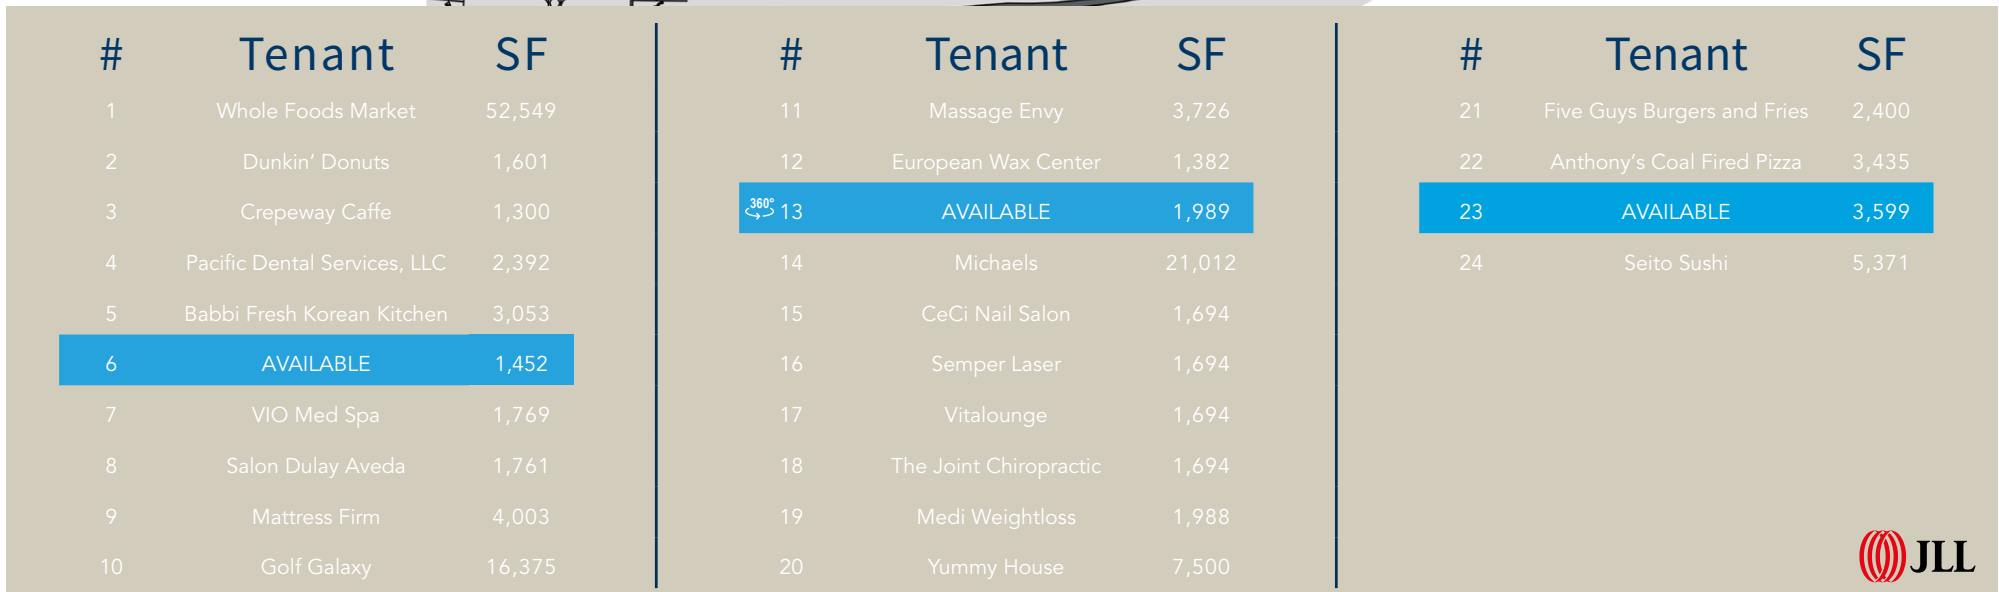 # Tenant SF
1 Whole Foods Market 52,549
2 Dunkin’ Donuts 1,601
3 Crepeway Caffe 1,300
4 Pacific Dental Services, LLC 2,392
5 Babbi Fresh Korean Kitchen 3,053
6 AVAILABLE 1,452
7 VIO Med Spa 1,769
8 Salon Dulay Aveda 1,761
9 Mattress Firm 4,003
10 Golf Galaxy 16,375
# Tenant SF
11 Massage Envy 3,726
12 European Wax Center 1,382
360° 13 AVAILABLE 1,989
14 Michaels 21,012
15 CeCi Nail Salon 1,694
16 Semper Laser 1,694
17 Vitalounge 1,694
18 The Joint Chiropractic 1,694
19 Medi Weightloss 1,988
20 Yummy House 7,500
# Tenant SF
21 Five Guys Burgers and Fries 2,400
22 Anthony’s Coal Fired Pizza 3,435
23 AVAILABLE 3,599
24 Seito Sushi 5,371
JLL